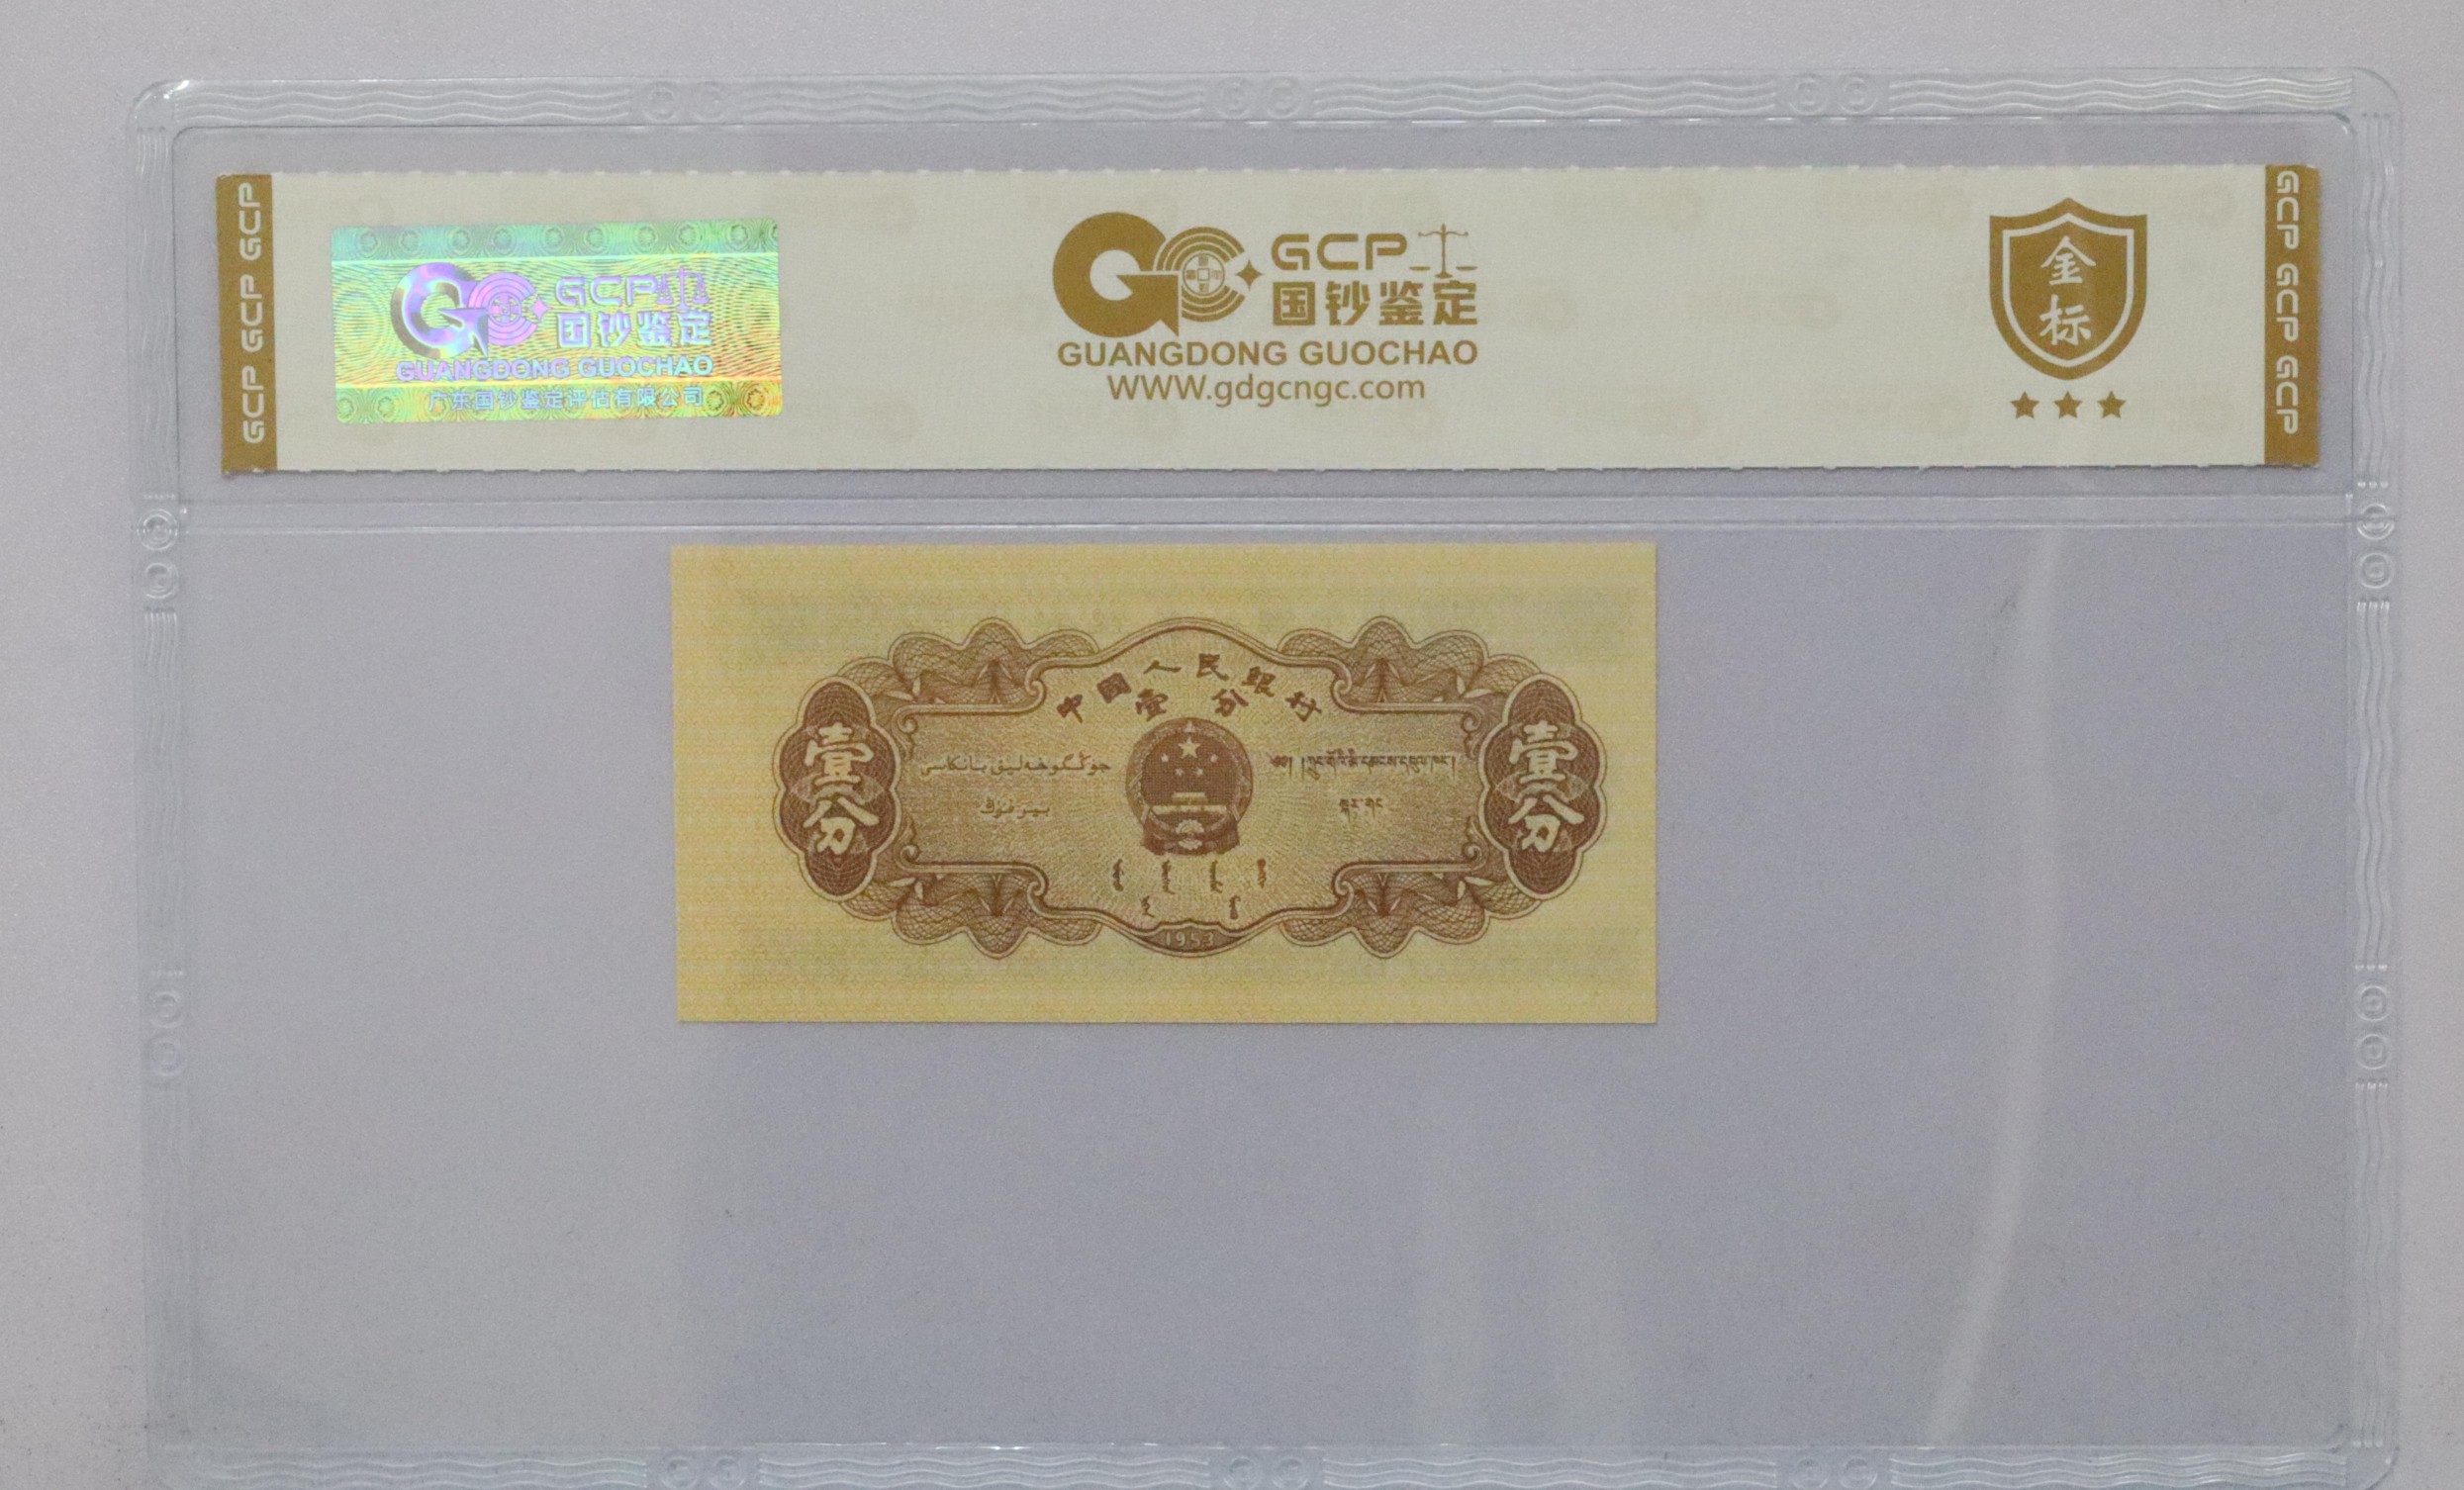 GCP GCP GCP
GCP
国钞鉴定
GUANGDONG GUOCHAO
广东国钞鉴定评估有限公司
GCP
国钞鉴定
GUANGDONG GUOCHAO
WWW.gdgcngc.com
金
标
GCP GCP GCP
中国人民银行
壹 分
壹分
壹分
1953